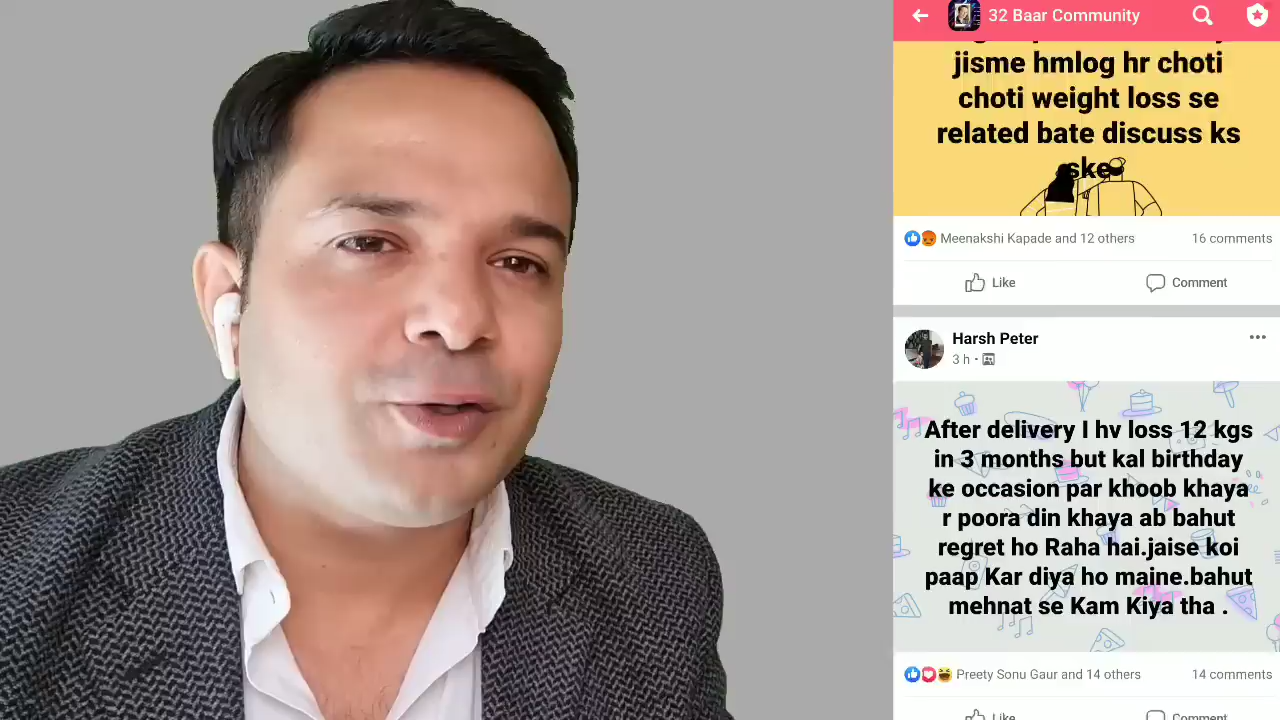 32 Baar Community
jisme hmlog hr choti
choti weight loss se
related bate discuss ks
ske
Meenakshi Kapade and 12 others
16 comments
Like
Comment
Harsh Peter
3 h
After delivery I hv loss 12 kgs
in 3 months but kal birthday
ke occasion par khoob khaya
r poora din khaya ab bahut
regret ho Raha hai.jaise koi
paap Kar diya ho maine.bahut
mehnat se Kam Kiya tha .
Preety Sonu Gaur and 14 others
14 comments
Like
Comment